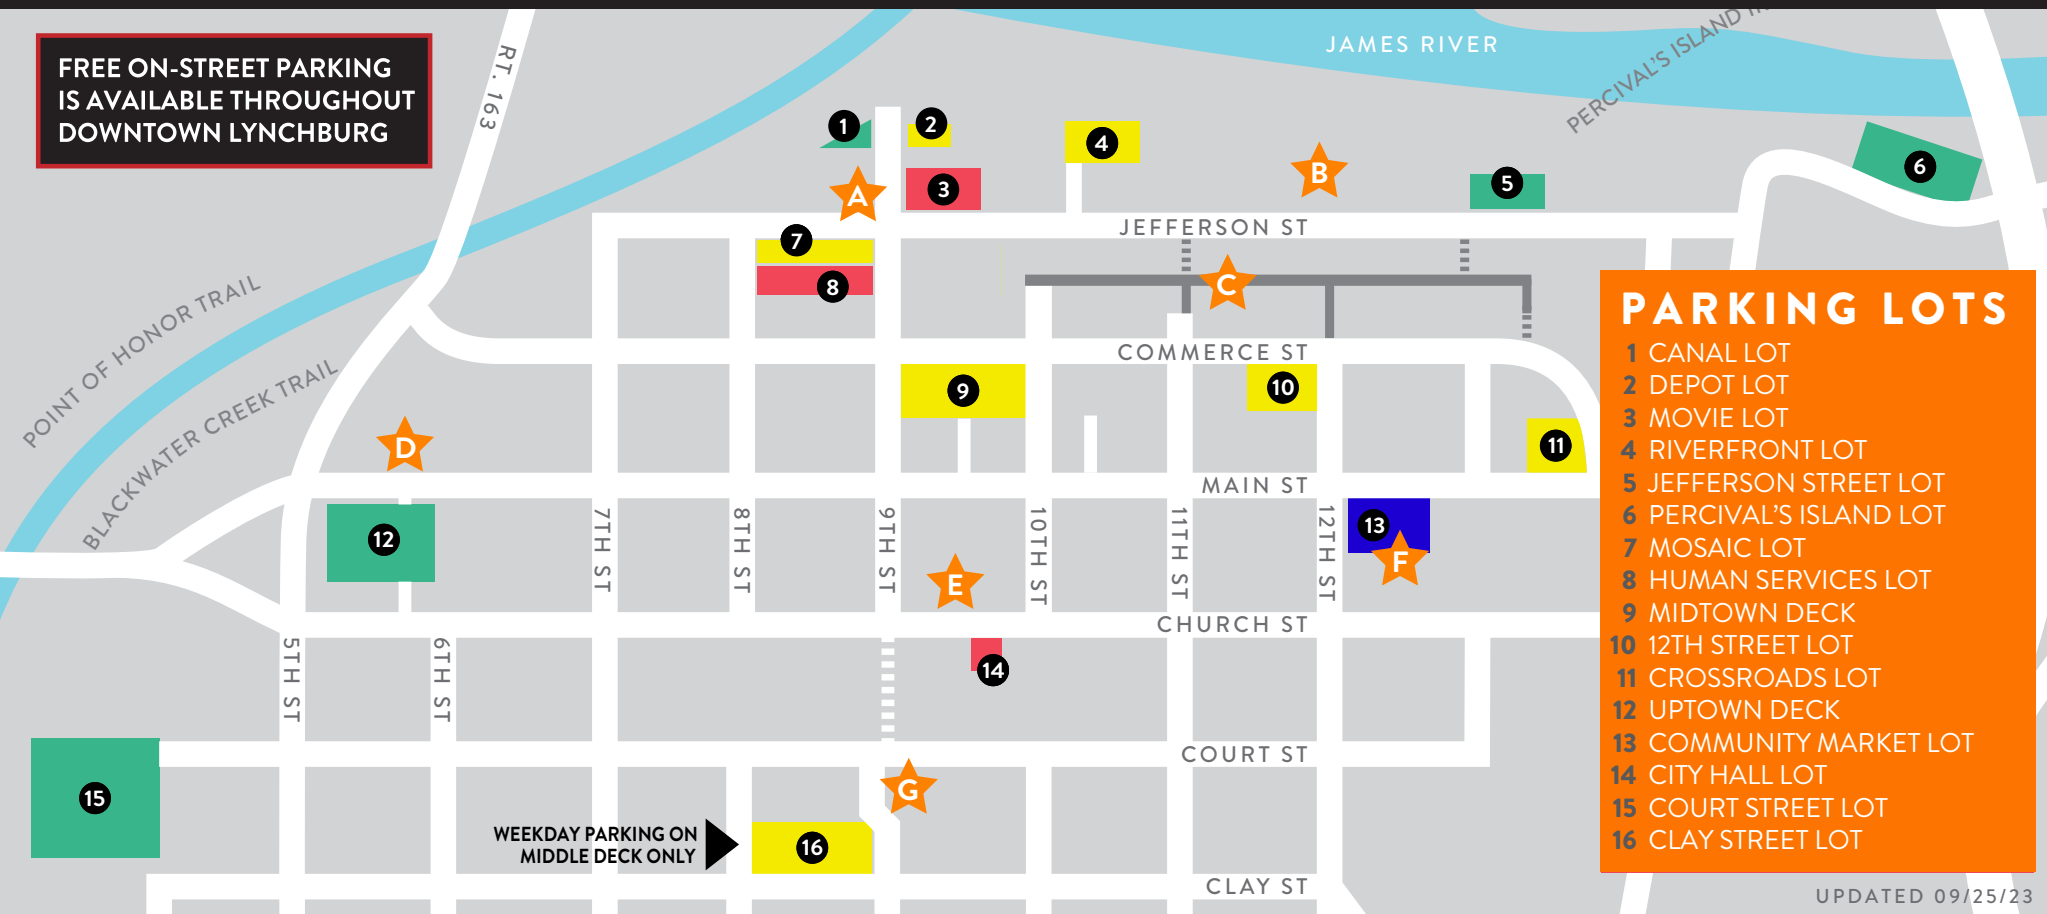 FREE ON-STREET PARKING
IS AVAILABLE THROUGHOUT
DOWNTOWN LYNCHBURG
RT. 163
JAMES RIVER
PERCIVAL'S ISLAND
1
2
3
4
5
6
A
B
JEFFERSON ST
7
8
C
POINT OF HONOR TRAIL
BLACKWATER CREEK TRAIL
COMMERCE ST
9
10
11
D
MAIN ST
12
7TH ST
8TH ST
9TH ST
10TH ST
11TH ST
12TH ST
13
E
F
CHURCH ST
5TH ST
6TH ST
14
COURT ST
15
G
WEEKDAY PARKING ON
MIDDLE DECK ONLY
16
CLAY ST
PARKING LOTS
1 CANAL LOT
2 DEPOT LOT
3 MOVIE LOT
4 RIVERFRONT LOT
5 JEFFERSON STREET LOT
6 PERCIVAL'S ISLAND LOT
7 MOSAIC LOT
8 HUMAN SERVICES LOT
9 MIDTOWN DECK
10 12TH STREET LOT
11 CROSSROADS LOT
12 UPTOWN DECK
13 COMMUNITY MARKET LOT
14 CITY HALL LOT
15 COURT STREET LOT
16 CLAY STREET LOT
UPDATED 09/25/23